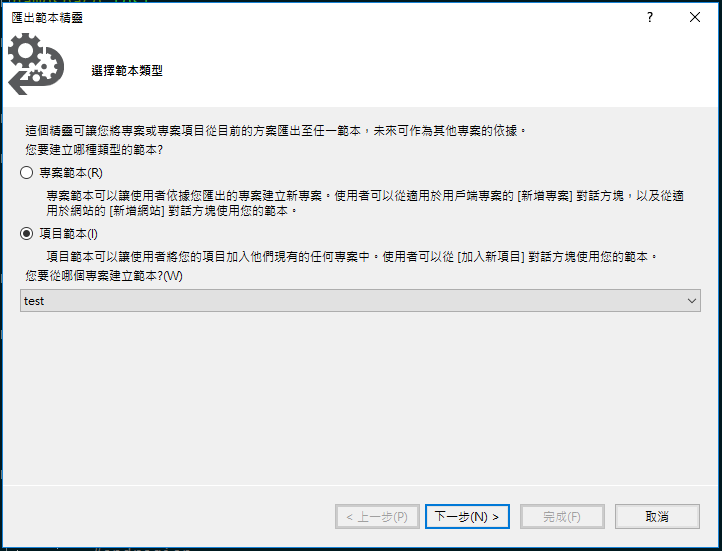 匯出範本精靈
?
選擇範本類型
這個精靈可讓您將專案或專案項目從目前的方案匯出至任一範本，未來可作為其他專案的依據。
您要建立哪種類型的範本?
專案範本(R)
專案範本可以讓使用者依據您匯出的專案建立新專案。使用者可以從適用於用戶端專案的 [新增專案] 對話方塊，以及從適
用於網站的 [新增網站] 對話方塊使用您的範本。
項目範本(I)
項目範本可以讓使用者將您的項目加入他們現有的任何專案中。使用者可以從 [加入新項目] 對話方塊使用您的範本。
您要從哪個專案建立範本?(W)
test
< 上一步(P)
下一步(N) >
完成(F)
取消